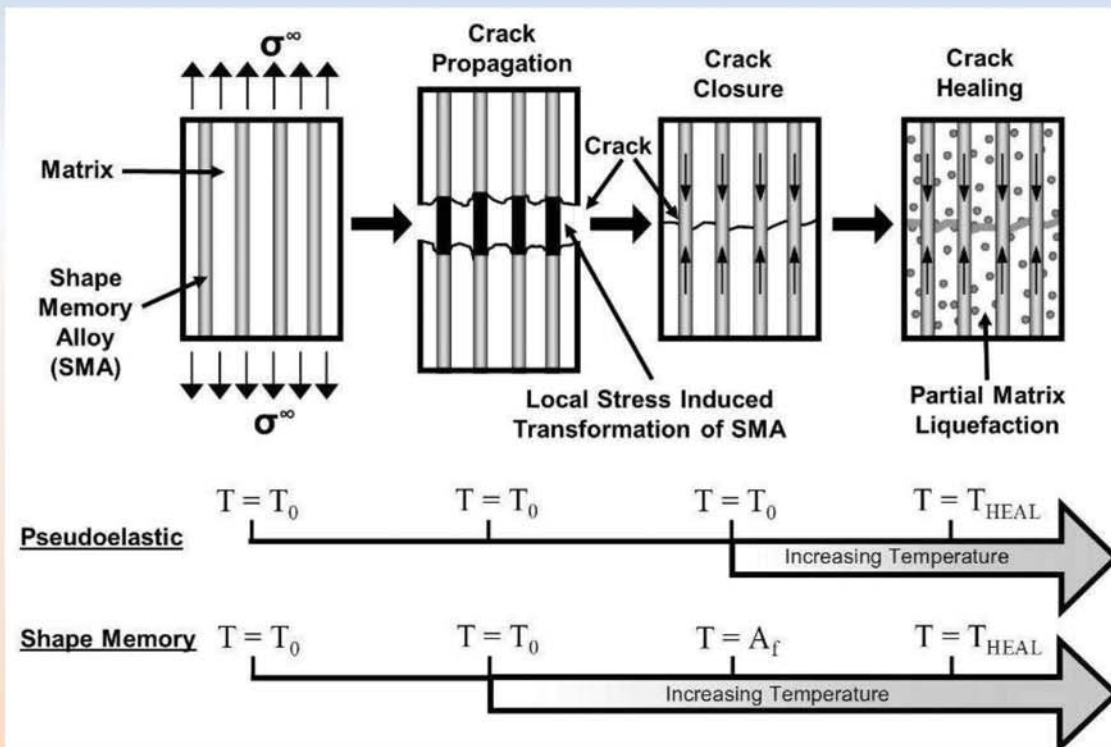 σ∞
Crack
Propagation
Crack
Closure
Crack
Healing
Matrix
Crack
Shape
Memory
Alloy
(SMA)
σ∞
Local Stress Induced
Transformation of SMA
Partial Matrix
Liquefaction
Pseudoelastic
T = T0
T = T0
T = T0
T = THEAL
Increasing Temperature
Shape Memory
T = T0
T = T0
T = Af
T = THEAL
Increasing Temperature